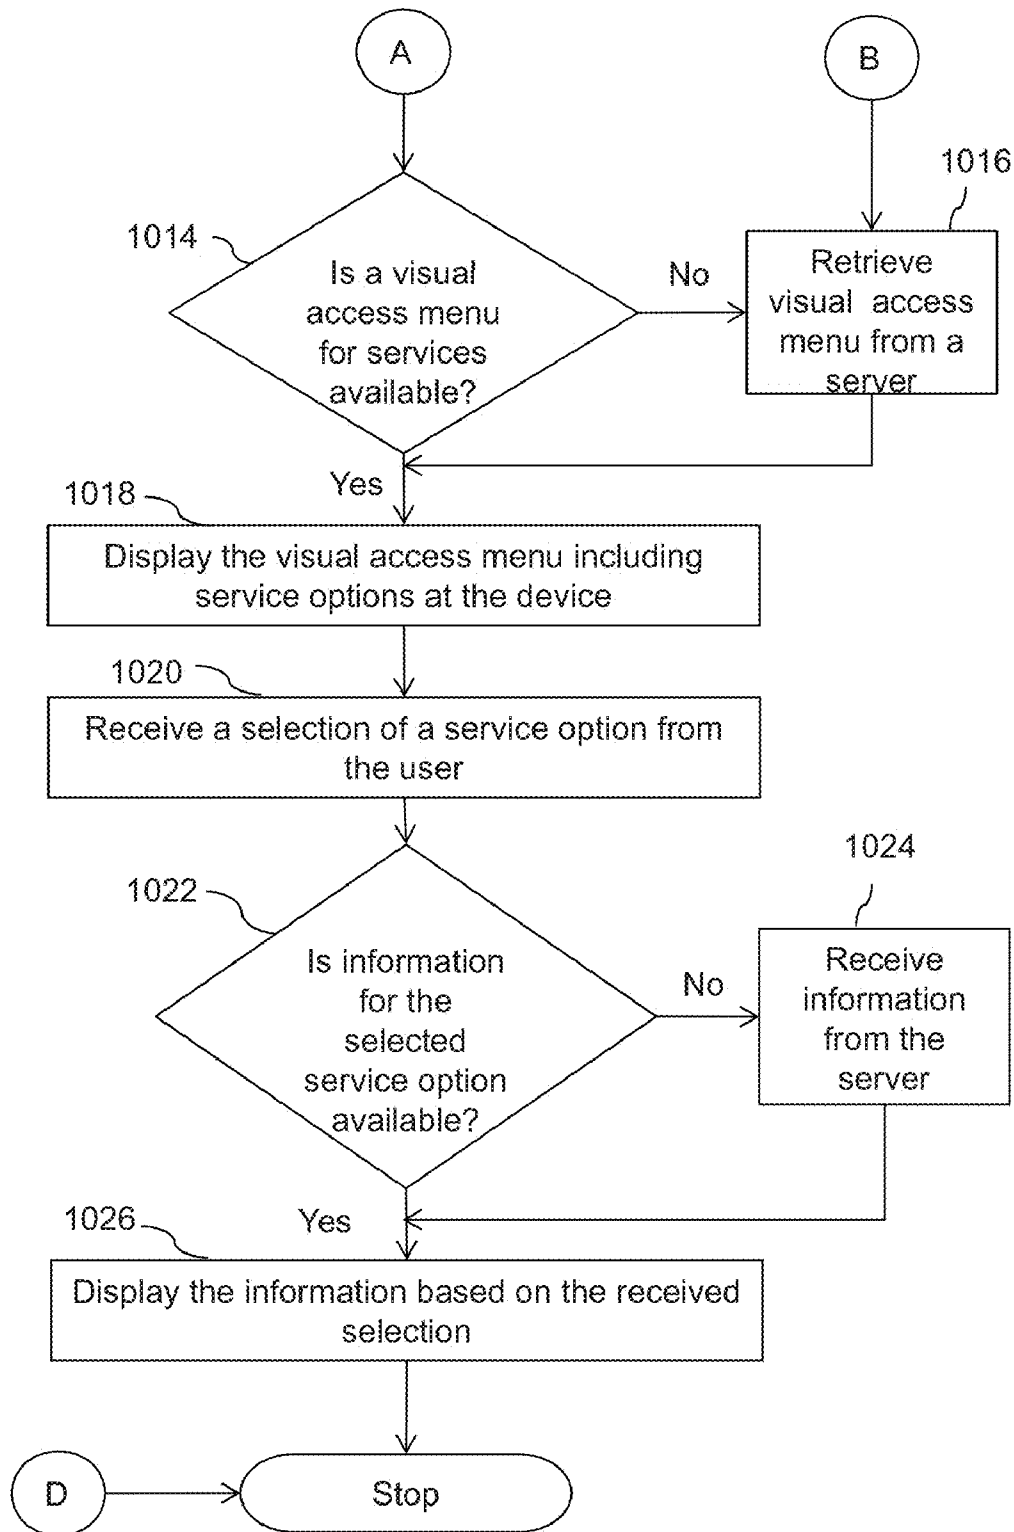 A
B
1016
1014
Is a visual
access menu
for services
available?
No
Retrieve
visual access
menu from a
server
Yes
1018
Display the visual access menu including
service options at the device
1020
Receive a selection of a service option from
the user
1024
1022
Is information
for the
selected
service option
available?
No
Receive
information
from the
server
Yes
1026
Display the information based on the received
selection
D
Stop